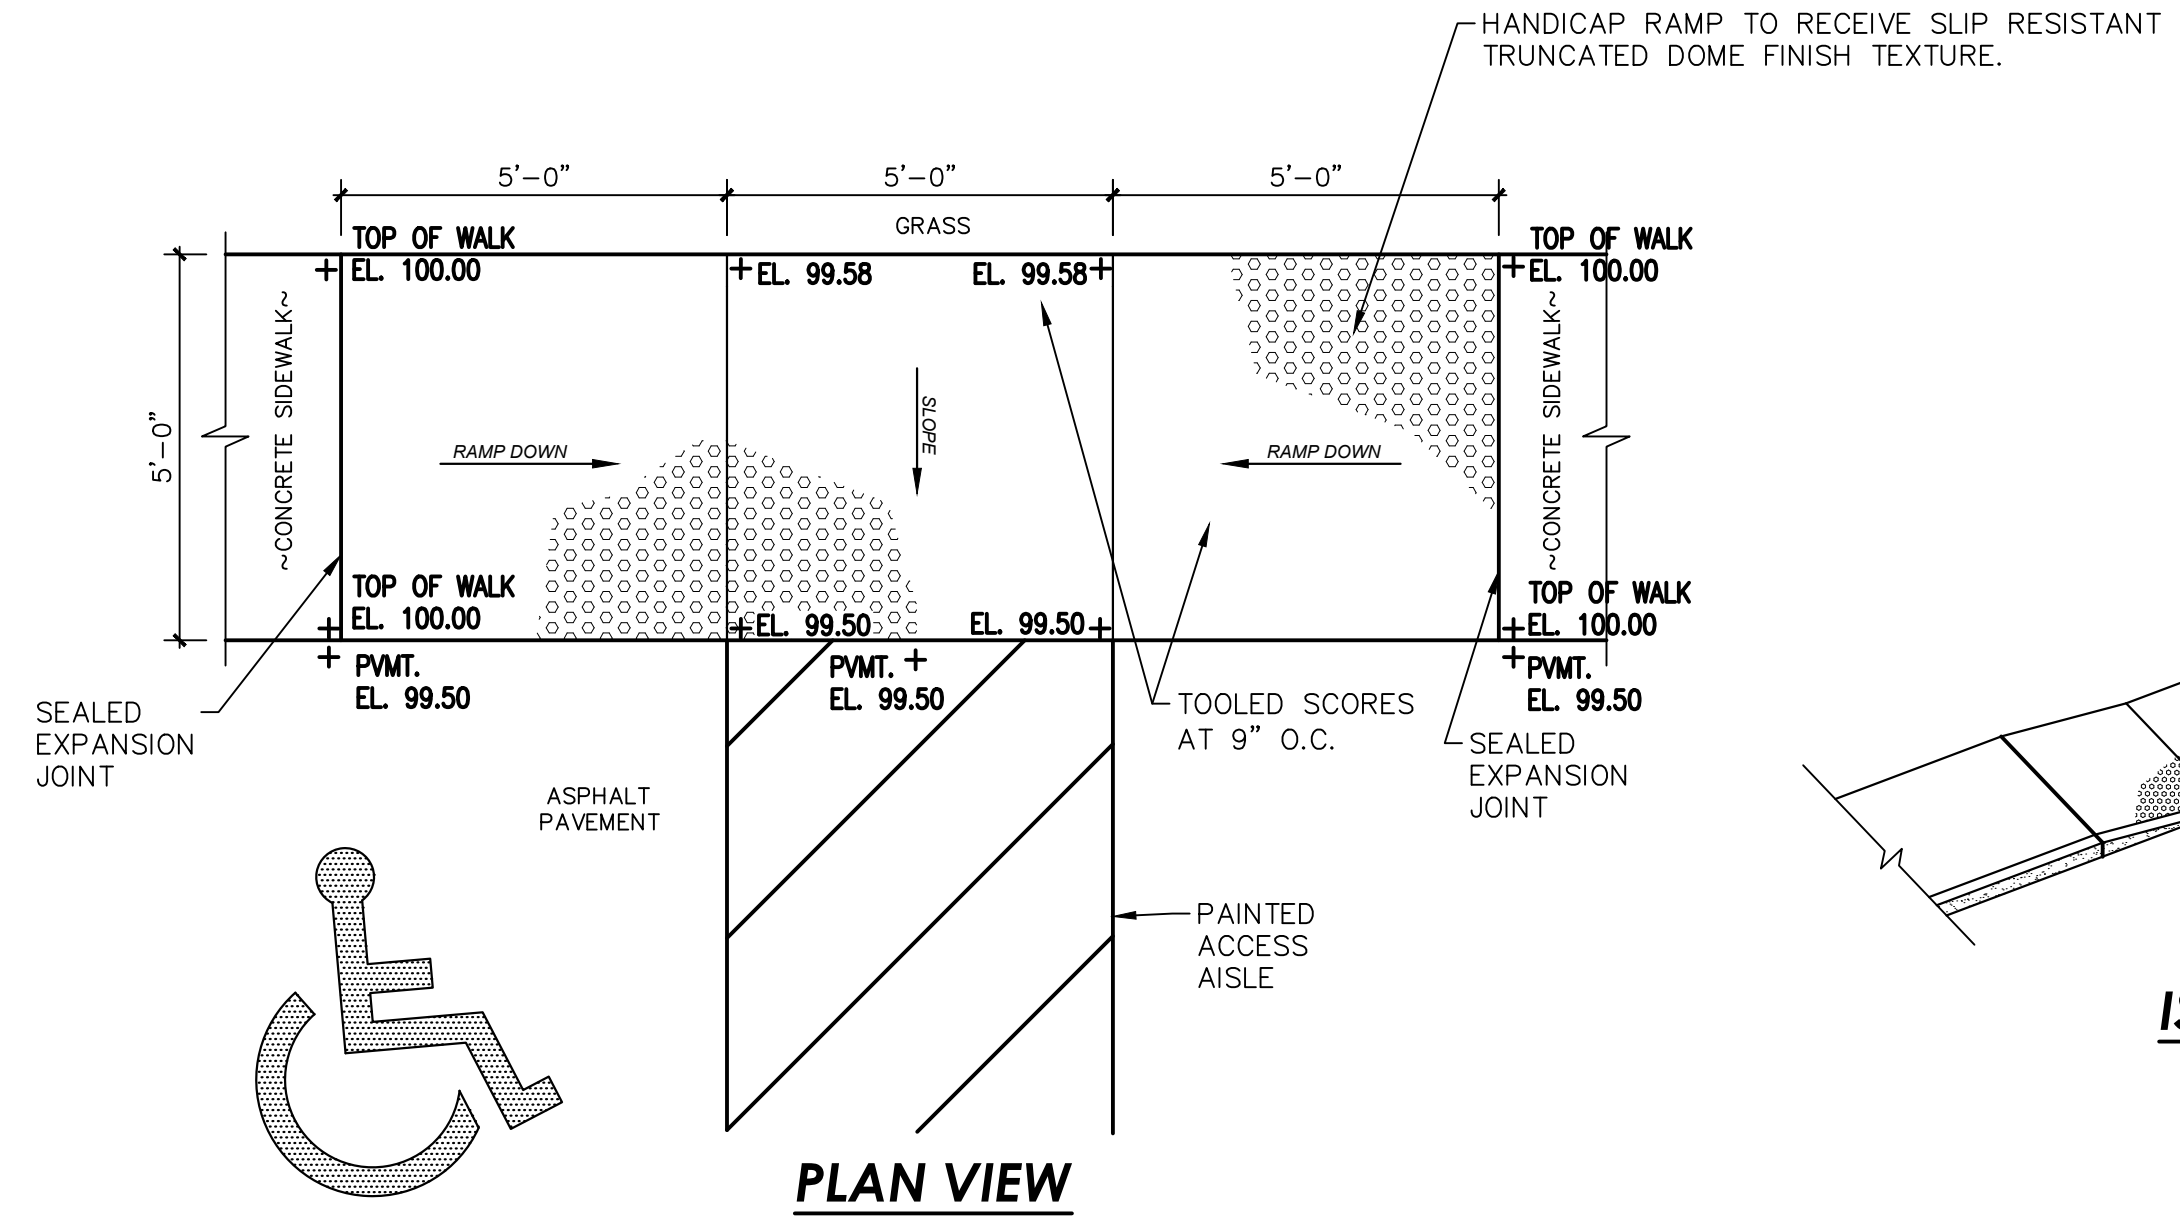 HANDICAP RAMP TO RECEIVE SLIP RESISTANT
TRUNCATED DOME FINISH TEXTURE.
5'-0"
5'-0"
5'-0"
GRASS
TOP OF WALK
EL. 100.00
EL. 99.58
EL. 99.58
TOP OF WALK
EL. 100.00
5'-0"
~CONCRETE SIDEWALK~
RAMP DOWN
SLOPE
RAMP DOWN
~CONCRETE SIDEWALK~
TOP OF WALK
EL. 100.00
EL. 99.50
EL. 99.50
TOP OF WALK
EL. 100.00
PVMT.
EL. 99.50
PVMT.
EL. 99.50
PVMT.
EL. 99.50
SEALED
EXPANSION
JOINT
TOOLED SCORES
AT 9" O.C.
SEALED
EXPANSION
JOINT
ASPHALT
PAVEMENT
PAINTED
ACCESS
AISLE
PLAN VIEW